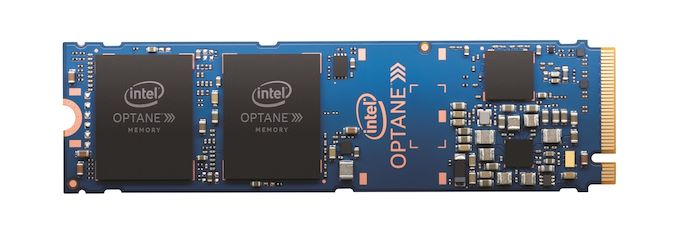 intel
OPTANE
MEMORY
intel
OPTANE
MEMORY
intel
OPTANE